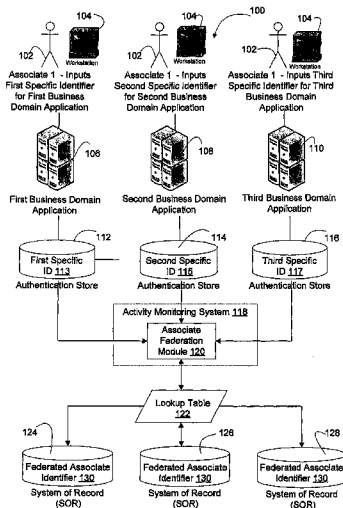 100
104 104 104
102 102 102
Workstation Workstation Workstation
Associate 1 - Inputs
First Specific Identifier
for First Business
Domain Application
Associate 1 - Inputs
Second Specific Identifier
for Second Business
Domain Application
Associate 1 - Inputs Third
Specific Identifier for Third
Business Domain
Application
106 108 110
First Business Domain
Application
Second Business Domain
Application
Third Business Domain
Application
112 114 116
First Specific
ID 113
Second Specific
ID 115
Third Specific
ID 117
Authentication Store Authentication Store Authentication Store
Activity Monitoring System 118
Associate
Federation
Module 120
Lookup Table
122
124 126 128
Federated Associate
Identifier 130
Federated Associate
Identifier 130
Federated Associate
Identifier 130
System of Record
(SOR)
System of Record
(SOR)
System of Record
(SOR)